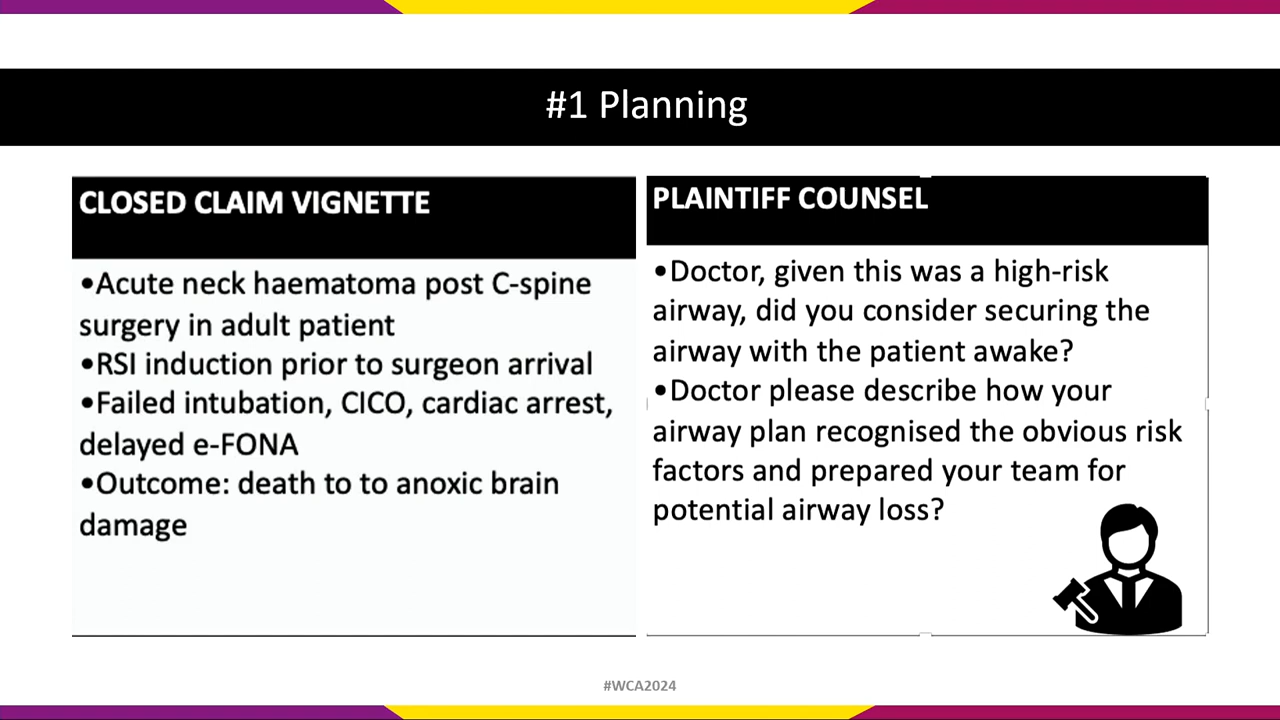 #1 Planning
CLOSED CLAIM VIGNETTE
•Acute neck haematoma post C-spine
surgery in adult patient
•RSI induction prior to surgeon arrival
•Failed intubation, CICO, cardiac arrest,
delayed e-FONA
•Outcome: death to to anoxic brain
damage
PLAINTIFF COUNSEL
•Doctor, given this was a high-risk
airway, did you consider securing the
airway with the patient awake?
•Doctor please describe how your
airway plan recognised the obvious risk
factors and prepared your team for
potential airway loss?
#WCA2024